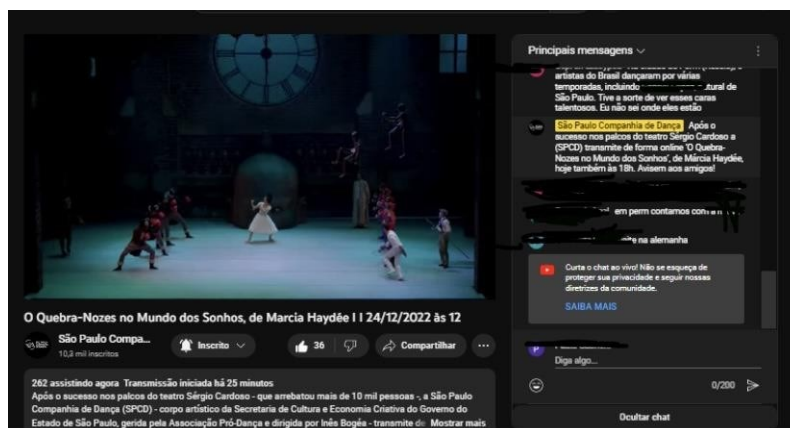 O Quebra-Nozes no Mundo dos Sonhos, de Marcia Haydée I I 24/12/2022 às 12
São Paulo Compa...
10,3 mil inscritos
Inscrito
36
Compartilhar
262 assistindo agora Transmissão iniciada há 25 minutos
Após o sucesso nos palcos do teatro Sérgio Cardoso - que arrebatou mais de 10 mil pessoas -, a São Paulo
Companhia de Dança (SPCD) - corpo artístico da Secretaria de Cultura e Economia Criativa do Governo do
Estado de São Paulo, gerida pela Associação Pró-Dança e dirigida por Inês Bogéa - transmite de Mostrar mais
Principais mensagens
artistas do Brasil dançaram por várias
temporadas, incluindo
São Paulo. Tive a sorte de ver esses caras
talentosos. Eu não sei onde eles estão
São Paulo Companhia de Dança Após o
sucesso nos palcos do teatro Sérgio Cardoso a
(SPCD) transmite de forma online 'O Quebra-
Nozes no Mundo dos Sonhos', de Márcia Haydée,
hoje também às 18h. Avisem aos amigos!
em perm contamos com a
na alemanha
Curta o chat ao vivo! Não se esqueça de
proteger sua privacidade e seguir nossas
diretrizes da comunidade.
SAIBA MAIS
Diga algo...
0/200
Ocultar chat